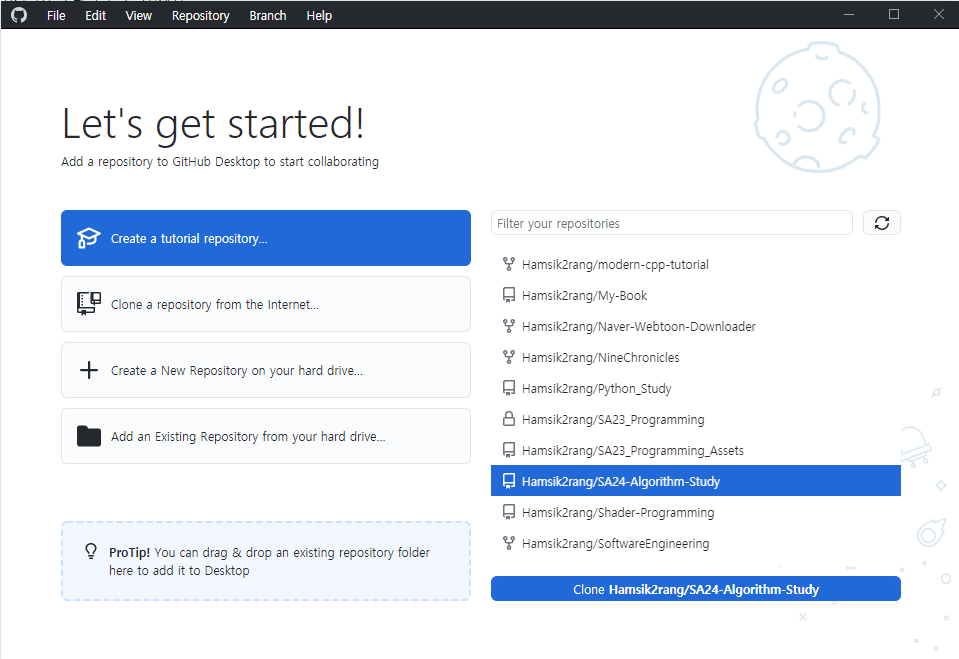 File Edit View Repository Branch Help
Let's get started!
Add a repository to GitHub Desktop to start collaborating
Create a tutorial repository...
Clone a repository from the Internet...
Create a New Repository on your hard drive...
Add an Existing Repository from your hard drive...
ProTip! You can drag & drop an existing repository folder
here to add it to Desktop
Filter your repositories
Hamsik2rang/modern-cpp-tutorial
Hamsik2rang/My-Book
Hamsik2rang/Naver-Webtoon-Downloader
Hamsik2rang/NineChronicles
Hamsik2rang/Python_Study
Hamsik2rang/SA23_Programming
Hamsik2rang/SA23_Programming_Assets
Hamsik2rang/SA24-Algorithm-Study
Hamsik2rang/Shader-Programming
Hamsik2rang/SoftwareEngineering
Clone Hamsik2rang/SA24-Algorithm-Study